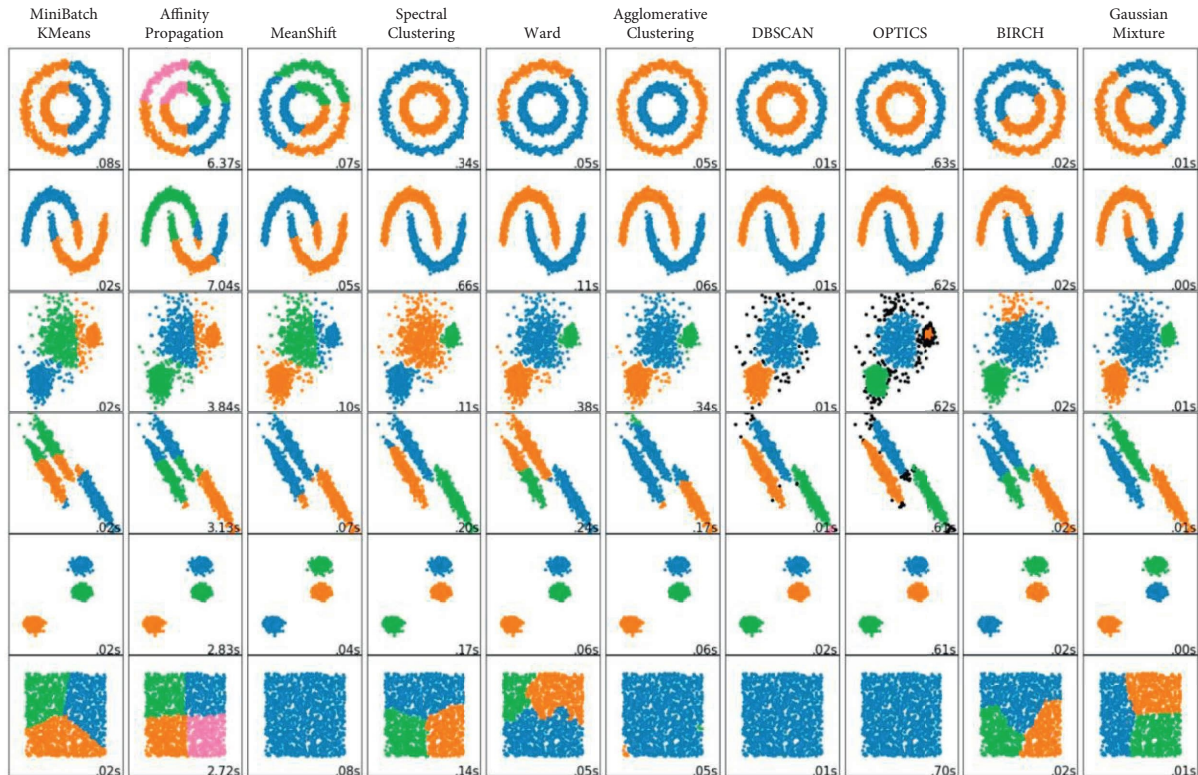 MiniBatch
KMeans
Affinity
Propagation
MeanShift
Spectral
Clustering
Ward
Agglomerative
Clustering
DBSCAN
OPTICS
BIRCH
Gaussian
Mixture
.08s
6.37s
.07s
.34s
.05s
.05s
.01s
.63s
.02s
.01s
.02s
7.04s
.05s
.66s
.11s
.06s
.01s
.62s
.02s
.00s
.02s
3.84s
.10s
.11s
.38s
.34s
.01s
.62s
.02s
.01s
.02s
3.13s
.07s
.20s
.24s
.17s
.01s
.02s
.01s
.02s
2.83s
.04s
.17s
.06s
.06s
.02s
.61s
.02s
.00s
.02s
2.72s
.08s
.14s
.05s
.05s
.01s
.70s
.02s
.01s